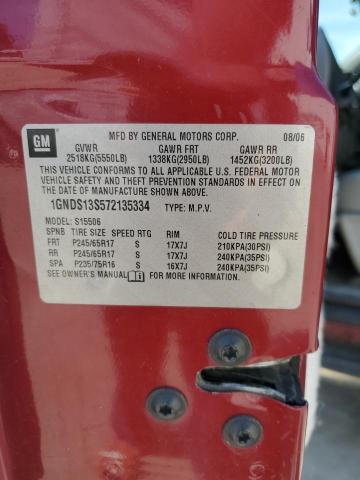 GM
MFD BY GENERAL MOTORS CORP. 08/06
GVWR GAWR FRT GAWR RR
2518KG(5550LB) 1338KG(2950LB) 1452KG(3200LB)
THIS VEHICLE CONFORMS TO ALL APPLICABLE U.S. FEDERAL MOTOR
VEHICLE SAFETY AND THEFT PREVENTION STANDARDS IN EFFECT
ON THE DATE OF MANUFACTURE SHOWN ABOVE.
1GNDS13S572135334 TYPE: M.P.V.
MODEL: S15506
SPNB TIRE SIZE SPEED RTG RIM COLD TIRE PRESSURE
FRT P245/65R17 S 17X7J 210KPA(30PSI)
RR P245/65R17 S 17X7J 240KPA(35PSI)
SPA P235/75R16 S 16X7J 240KPA(35PSI)
SEE OWNER'S MANUAL FOR MORE INFORMATION.